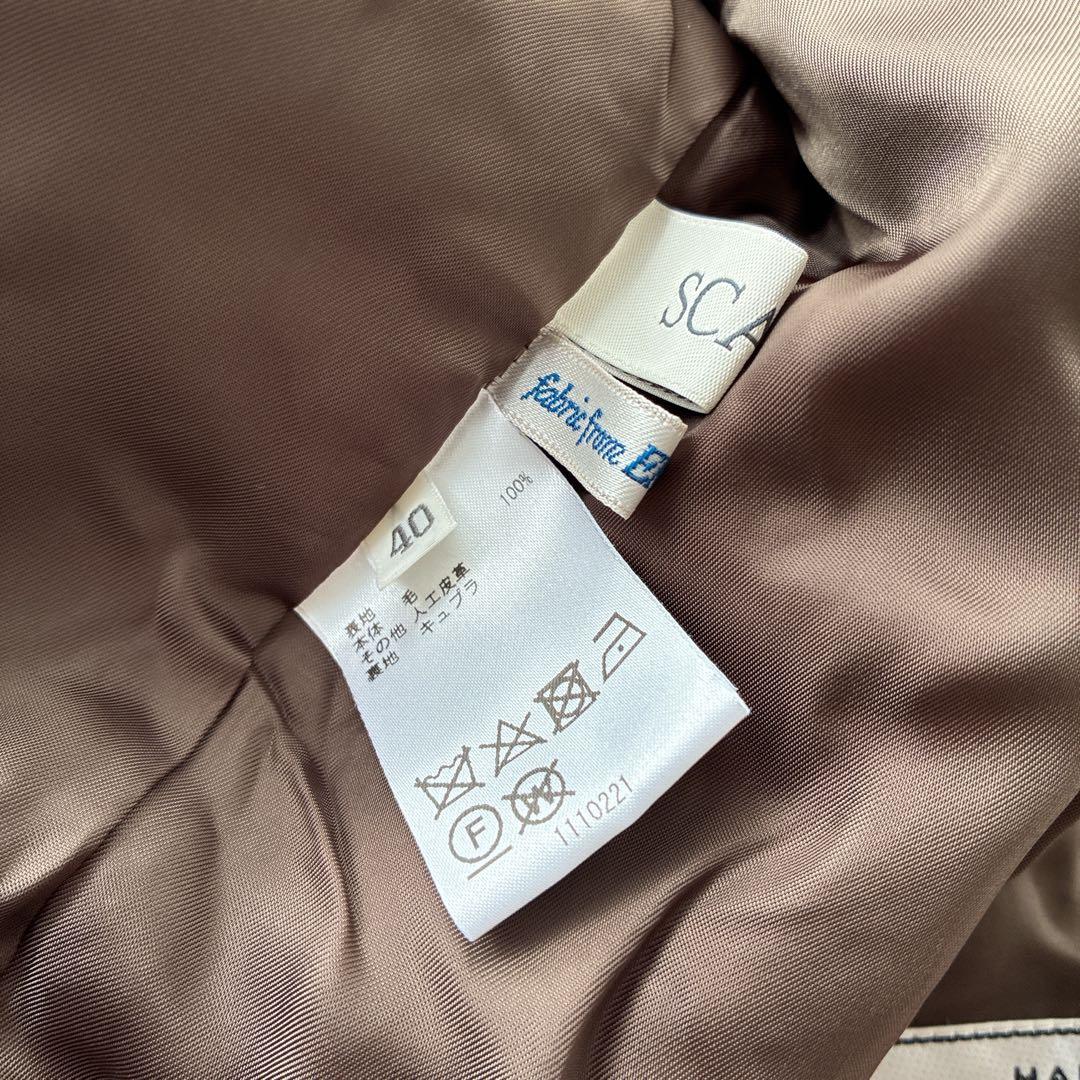 SCA
fabric from
40
100%
表地 毛
本体
その他 人工皮革
裏地 キュプラ
F
W
1110221
HA